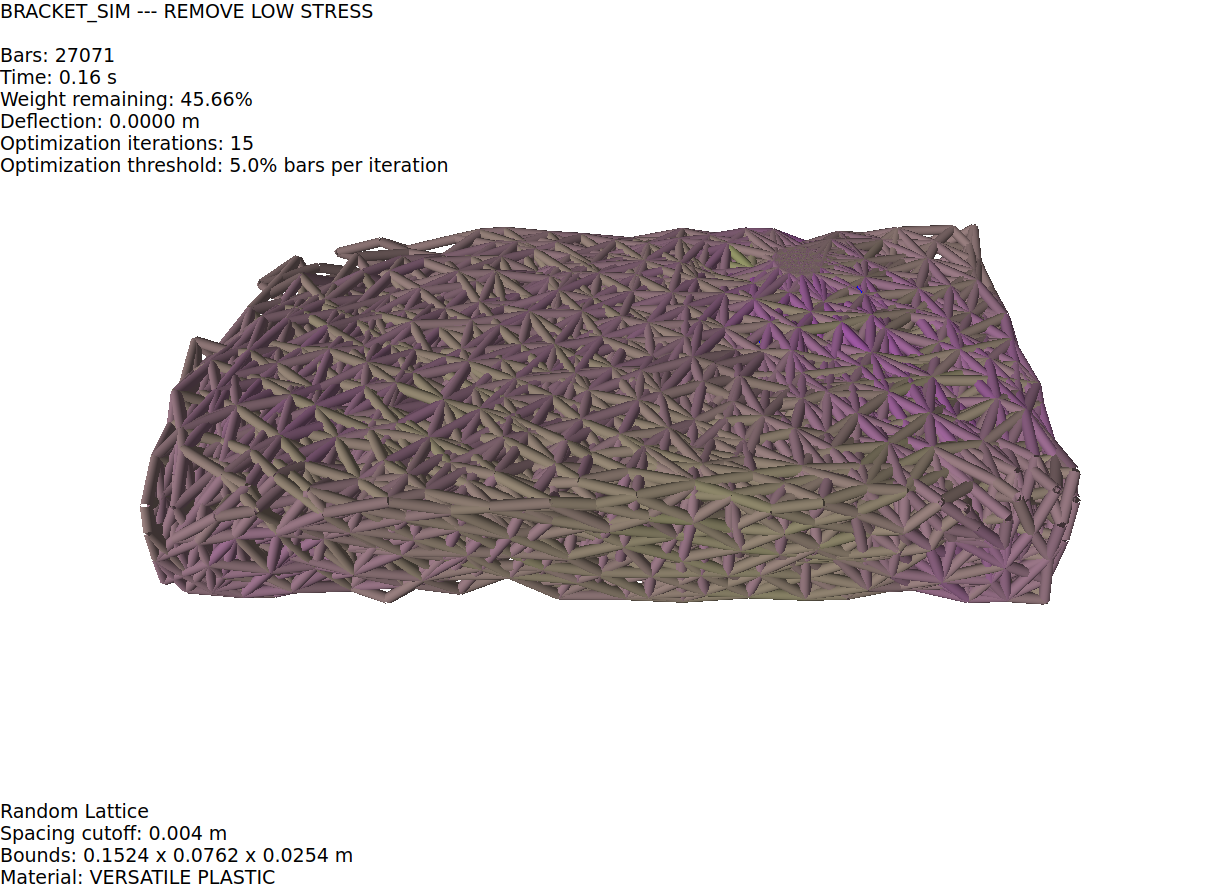 BRACKET_SIM --- REMOVE LOW STRESS
Bars: 27071
Time: 0.16 s
Weight remaining: 45.66%
Deflection: 0.0000 m
Optimization iterations: 15
Optimization threshold: 5.0% bars per iteration
Random Lattice
Spacing cutoff: 0.004 m
Bounds: 0.1524 x 0.0762 x 0.0254 m
Material: VERSATILE PLASTIC